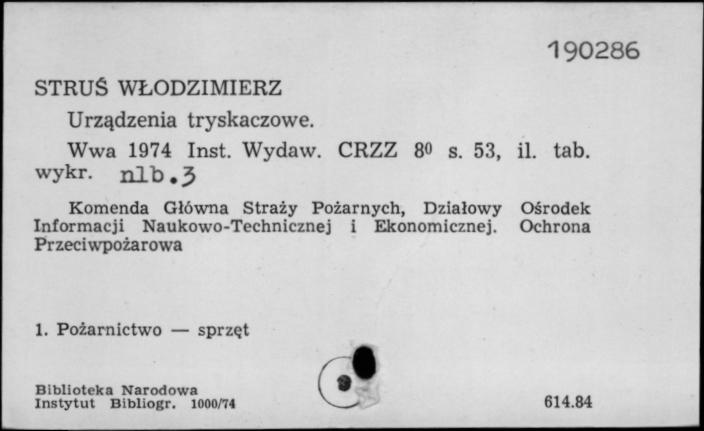 190286
STRUŚ WŁODZIMIERZ
Urządzenia tryskaczowe.
Wwa 1974 Inst. Wydaw. CRZZ 8⁰ s. 53, il. tab.
wykr. nlb.3
Komenda Główna Straży Pożarnych, Działowy Ośrodek
Informacji Naukowo-Technicznej i Ekonomicznej. Ochrona
Przeciwpożarowa
1. Pożarnictwo — sprzęt
Biblioteka Narodowa
Instytut Bibliogr. 1000/74
614.84